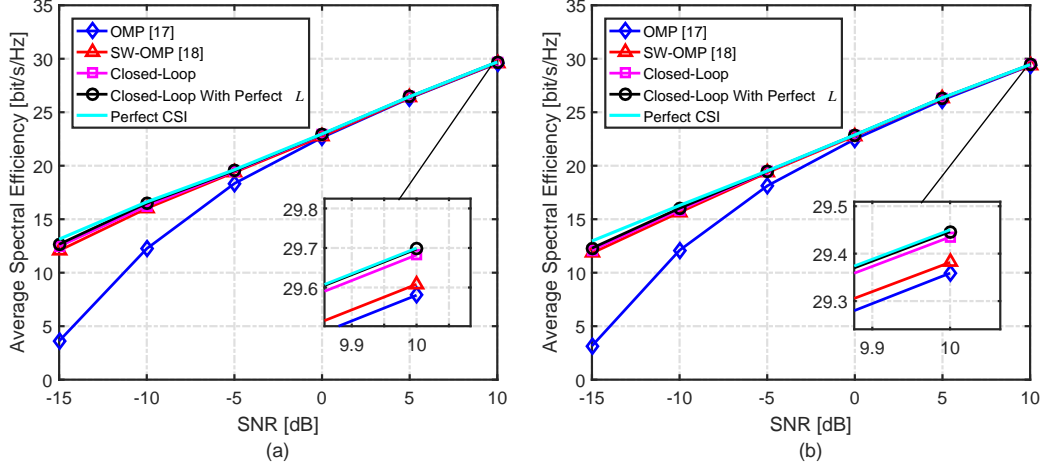 35
30
25
20
15
10
5
0
Average Spectral Efficiency [bit/s/Hz]
OMP [17]
SW-OMP [18]
Closed-Loop
Closed-Loop With Perfect L
Perfect CSI
29.8
29.7
29.6
9.9 10
-15 -10 -5 0 5 10
SNR [dB]
(a)
35
30
25
20
15
10
5
0
Average Spectral Efficiency [bit/s/Hz]
OMP [17]
SW-OMP [18]
Closed-Loop
Closed-Loop With Perfect L
Perfect CSI
29.5
29.4
29.3
9.9 10
-15 -10 -5 0 5 10
SNR [dB]
(b)